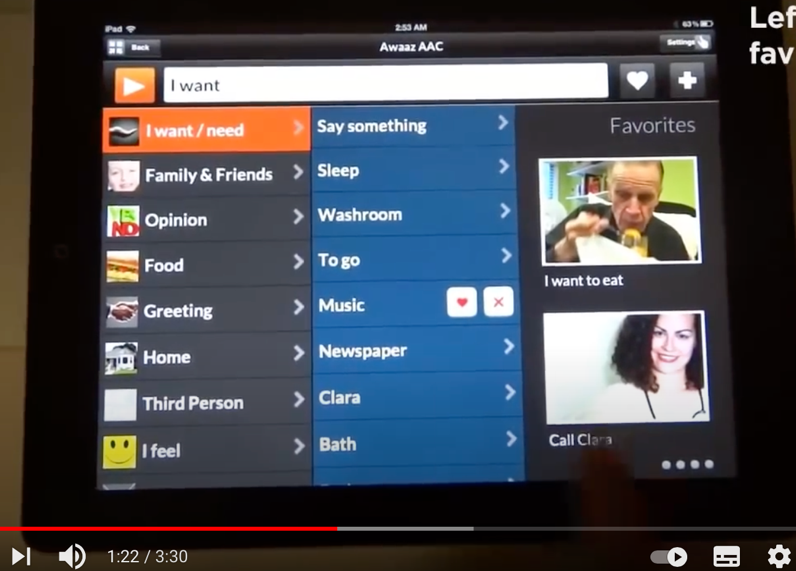 Lef
fav
iPad
2:53 AM
63%
Back
Awaaz AAC
Settings
I want
I want / need
Family & Friends
Opinion
Food
Greeting
Home
Third Person
I feel
Say something
Sleep
Washroom
To go
Music
Newspaper
Clara
Bath
Favorites
I want to eat
Call Clara
1:22 / 3:30